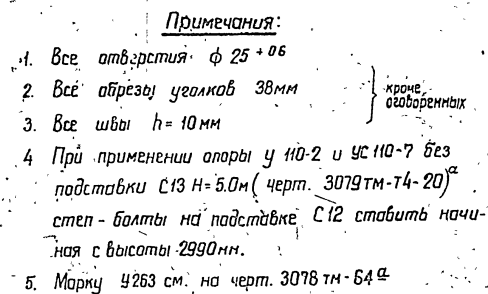 Примечания:
1. Все отверстия ф 25 +06
2. Все обрезы уголков 38мм
кроме
оговоренных
3. Все швы h = 10 мм
4 При применении опоры У 110-2 и УС 110-7 без
подставки С13 Н= 5.0м ( черт. 3079тм-т4-20)а
степ-болты на подставке С12 ставить начи-
ная с высоты 2990мм.
5. Марку У263 см. на черт. 3078 тм-64а